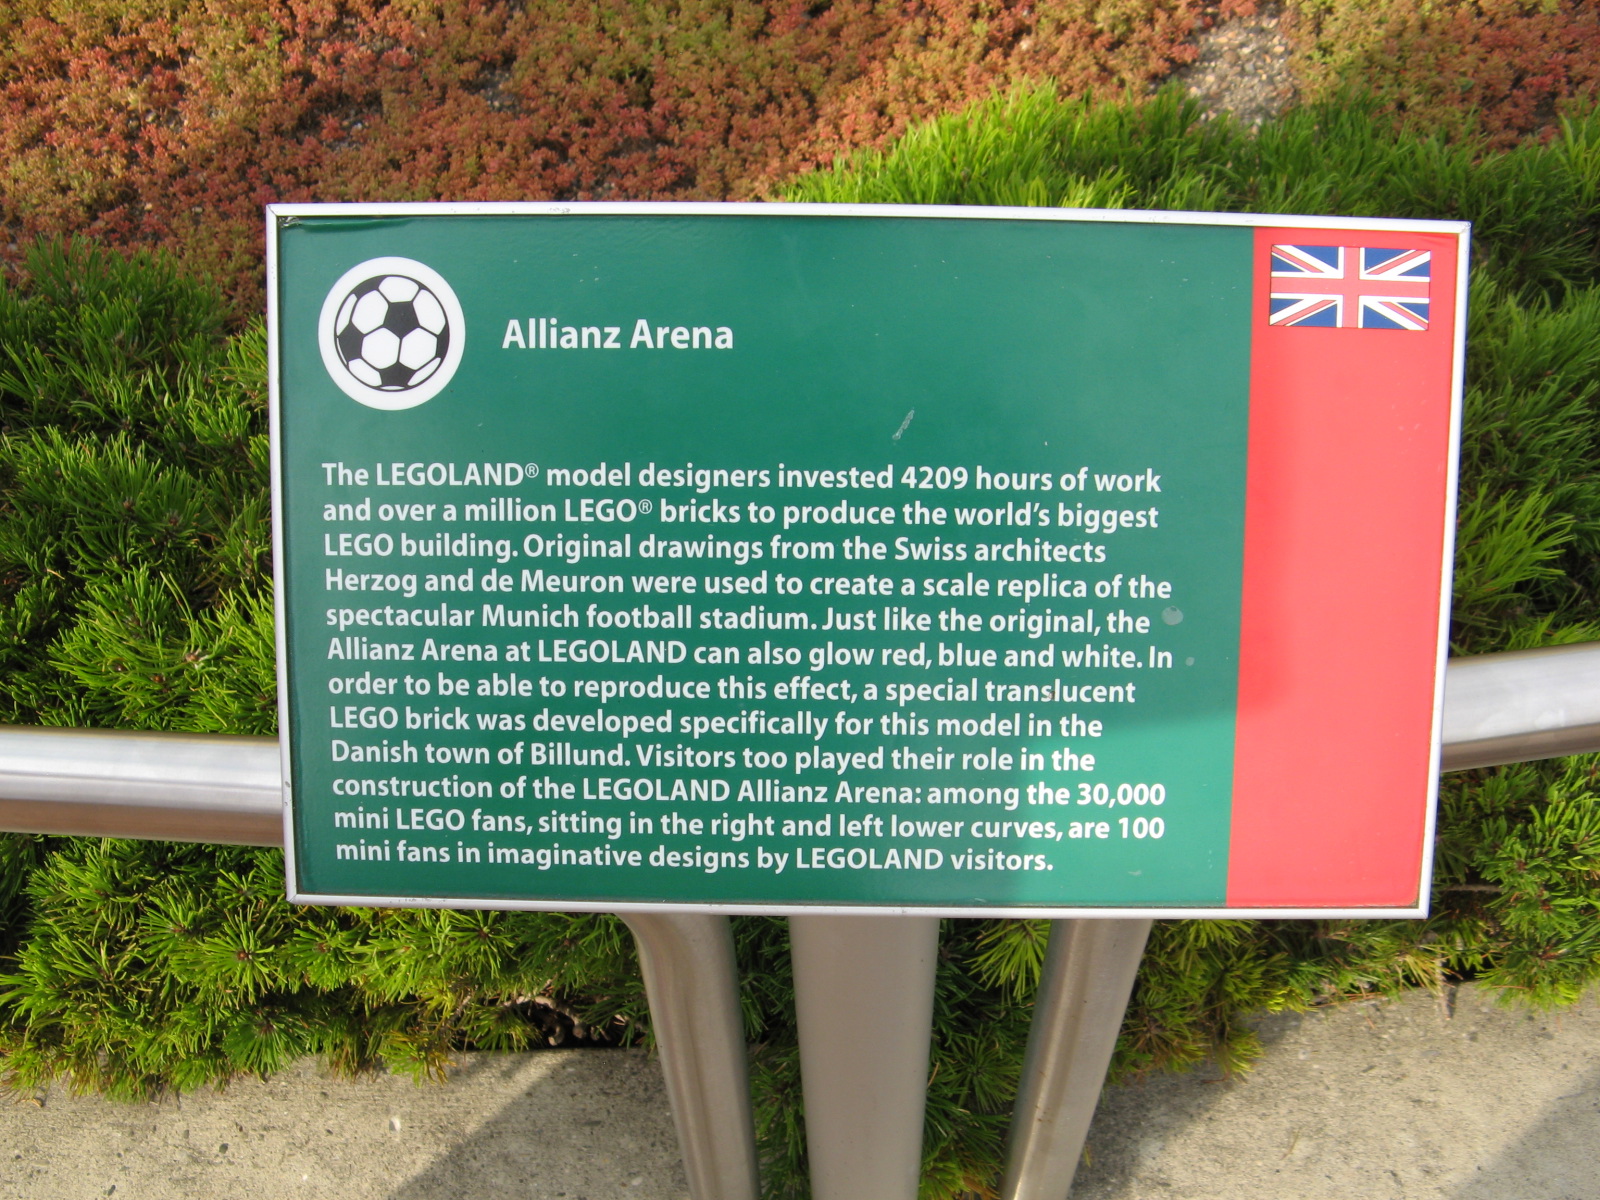 Allianz Arena
The LEGOLAND® model designers invested 4209 hours of work
and over a million LEGO® bricks to produce the world's biggest
LEGO building. Original drawings from the Swiss architects
Herzog and de Meuron were used to create a scale replica of the
spectacular Munich football stadium. Just like the original, the
Allianz Arena at LEGOLAND can also glow red, blue and white. In
order to be able to reproduce this effect, a special translucent
LEGO brick was developed specifically for this model in the
Danish town of Billund. Visitors too played their role in the
construction of the LEGOLAND Allianz Arena: among the 30,000
mini LEGO fans, sitting in the right and left lower curves, are 100
mini fans in imaginative designs by LEGOLAND visitors.